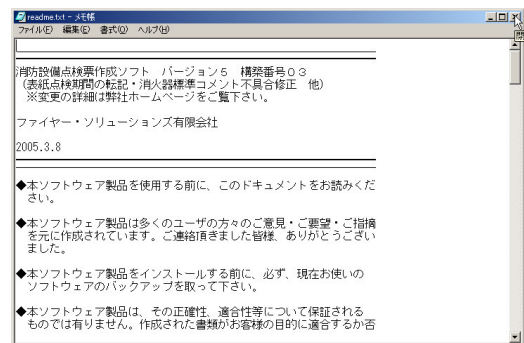 readme.txt - メモ帳
ファイル(F) 編集(E) 書式(O) ヘルプ(H)
消防設備点検票作成ソフト バージョン5 構築番号03
(表紙点検期間の転記・消火器標準コメント不具合修正 他)
※変更の詳細は弊社ホームページをご覧下さい。
ファイヤー・ソリューションズ有限会社
2005.3.8
◆本ソフトウェア製品を使用する前に、このドキュメントをお読みくだ
さい。
◆本ソフトウェア製品は多くのユーザの方々のご意見・ご要望・ご指摘
を元に作成されています。ご連絡頂きました皆様、ありがとうござい
ました。
◆本ソフトウェア製品をインストールする前に、必ず、現在お使いの
ソフトウェアのバックアップを取って下さい。
◆本ソフトウェア製品は、その正確性、適合性等について保証される
ものでは有りません。作成された書類がお客様の目的に適合するか否